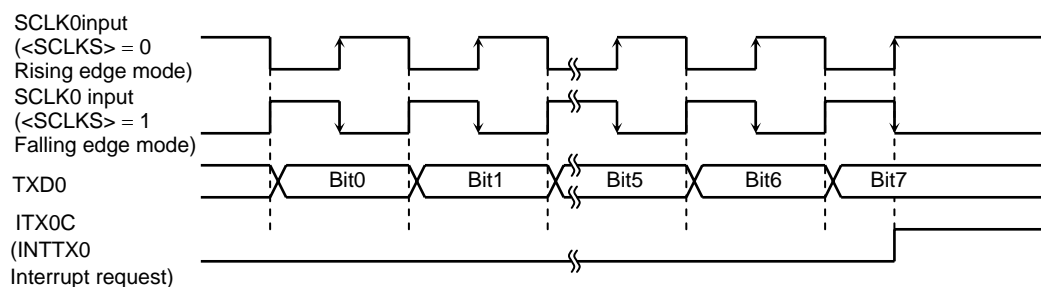 SCLK0input
(<SCLKS> = 0
Rising edge mode)
SCLK0 input
(<SCLKS> = 1
Falling edge mode)
TXD0
Bit0 Bit1 Bit5 Bit6 Bit7
ITX0C
(INTTX0
Interrupt request)